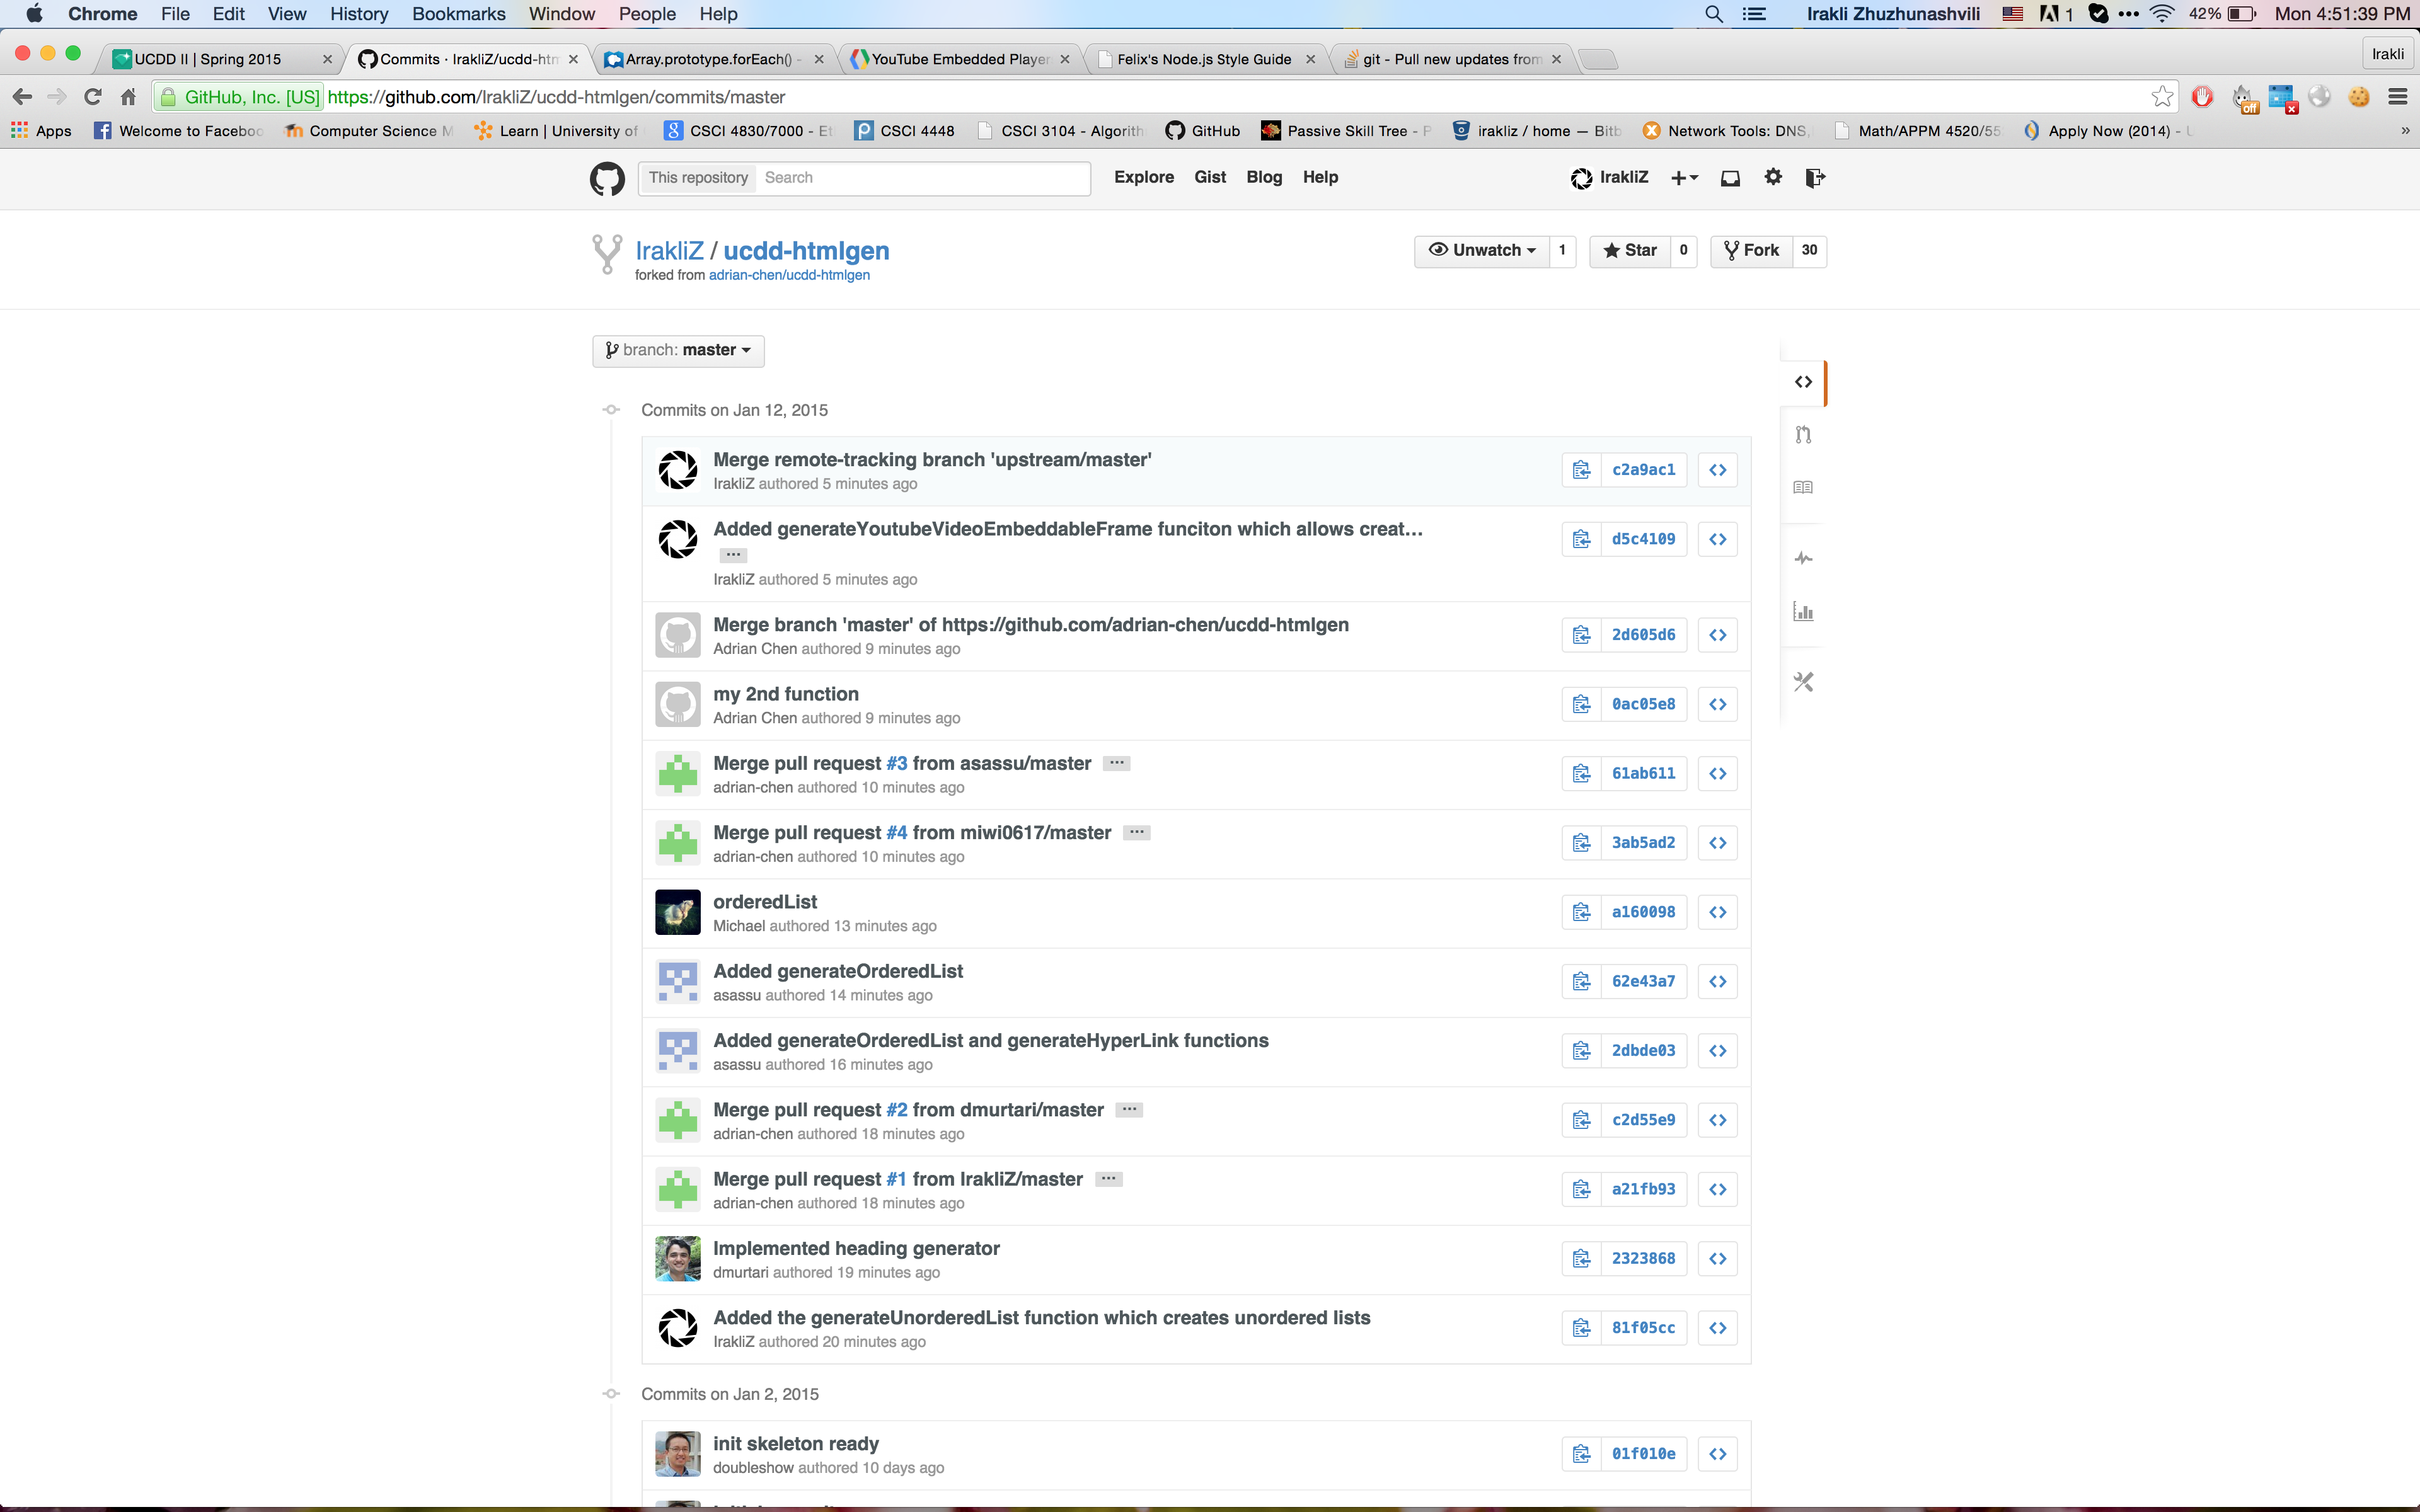 Chrome File Edit View History Bookmarks Window People Help 1 Irakli Zhuzhunashvili 42% Mon 4:51:39 PM
UCDD II | Spring 2015 Commits · IrakliZ/ucdd-htm Array.prototype.forEach() - YouTube Embedded Player Felix's Node.js Style Guide git - Pull new updates from Irakli
GitHub, Inc. [US] https://github.com/IrakliZ/ucdd-htmlgen/commits/master off
Apps Welcome to Faceboo Computer Science M Learn | University of CSCI 4830/7000 - Et CSCI 4448 CSCI 3104 - Algorith GitHub Passive Skill Tree - P irakliz / home — Bitb Network Tools: DNS, Math/APPM 4520/55 Apply Now (2014) - »
This repository Search Explore Gist Blog Help IrakliZ
IrakliZ / ucdd-htmlgen Unwatch 1 Star 0 Fork 30
forked from adrian-chen/ucdd-htmlgen
branch: master
Commits on Jan 12, 2015
Merge remote-tracking branch 'upstream/master'
IrakliZ authored 5 minutes ago
c2a9ac1
Added generateYoutubeVideoEmbeddableFrame funciton which allows creat…
…
IrakliZ authored 5 minutes ago
d5c4109
Merge branch 'master' of https://github.com/adrian-chen/ucdd-htmlgen
Adrian Chen authored 9 minutes ago
2d605d6
my 2nd function
Adrian Chen authored 9 minutes ago
0ac05e8
Merge pull request #3 from asassu/master …
adrian-chen authored 10 minutes ago
61ab611
Merge pull request #4 from miwi0617/master …
adrian-chen authored 10 minutes ago
3ab5ad2
orderedList
Michael authored 13 minutes ago
a160098
Added generateOrderedList
asassu authored 14 minutes ago
62e43a7
Added generateOrderedList and generateHyperLink functions
asassu authored 16 minutes ago
2dbde03
Merge pull request #2 from dmurtari/master …
adrian-chen authored 18 minutes ago
c2d55e9
Merge pull request #1 from IrakliZ/master …
adrian-chen authored 18 minutes ago
a21fb93
Implemented heading generator
dmurtari authored 19 minutes ago
2323868
Added the generateUnorderedList function which creates unordered lists
IrakliZ authored 20 minutes ago
81f05cc
Commits on Jan 2, 2015
init skeleton ready
doubleshow authored 10 days ago
01f010e